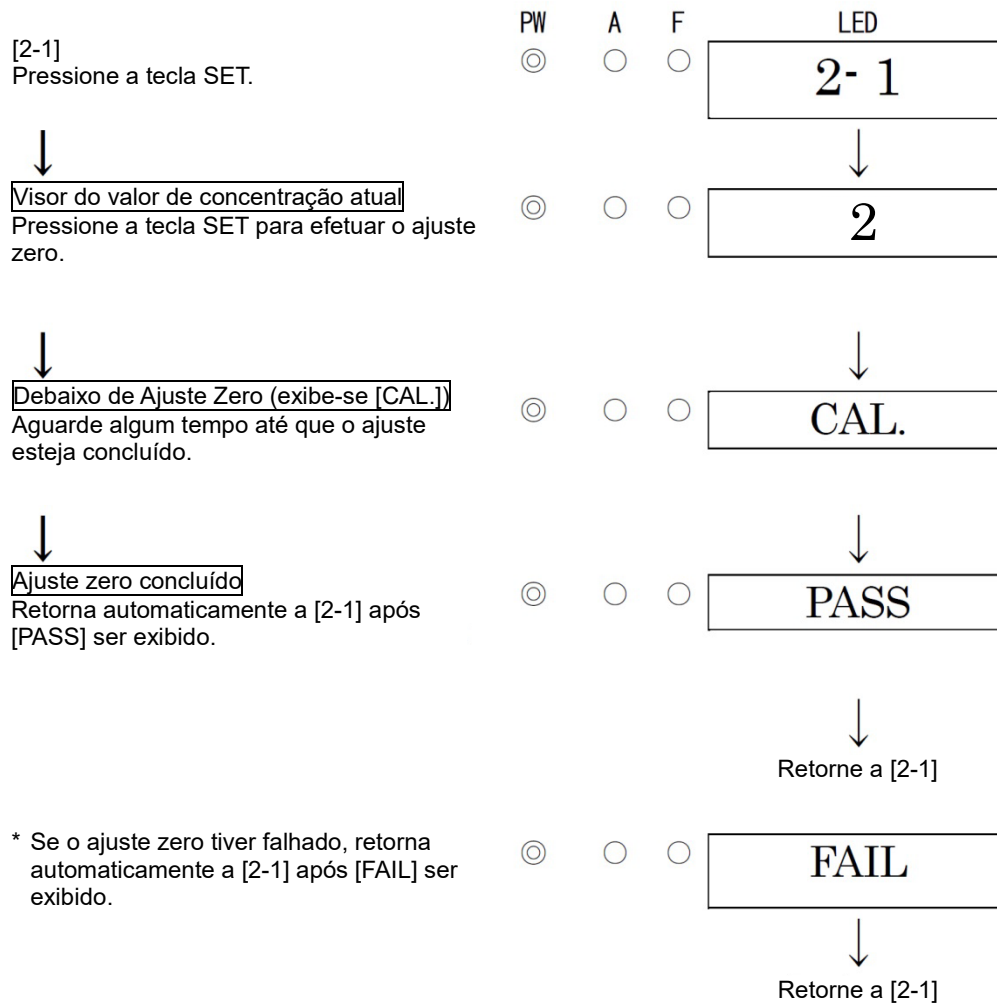 PW A F LED
[2-1]
Pressione a tecla SET.
2- 1
Visor do valor de concentração atual
Pressione a tecla SET para efetuar o ajuste
zero.
2
Debaixo de Ajuste Zero (exibe-se [CAL.])
Aguarde algum tempo até que o ajuste
esteja concluído.
CAL.
Ajuste zero concluído
Retorna automaticamente a [2-1] após
[PASS] ser exibido.
PASS
Retorne a [2-1]
* Se o ajuste zero tiver falhado, retorna
automaticamente a [2-1] após [FAIL] ser
exibido.
FAIL
Retorne a [2-1]